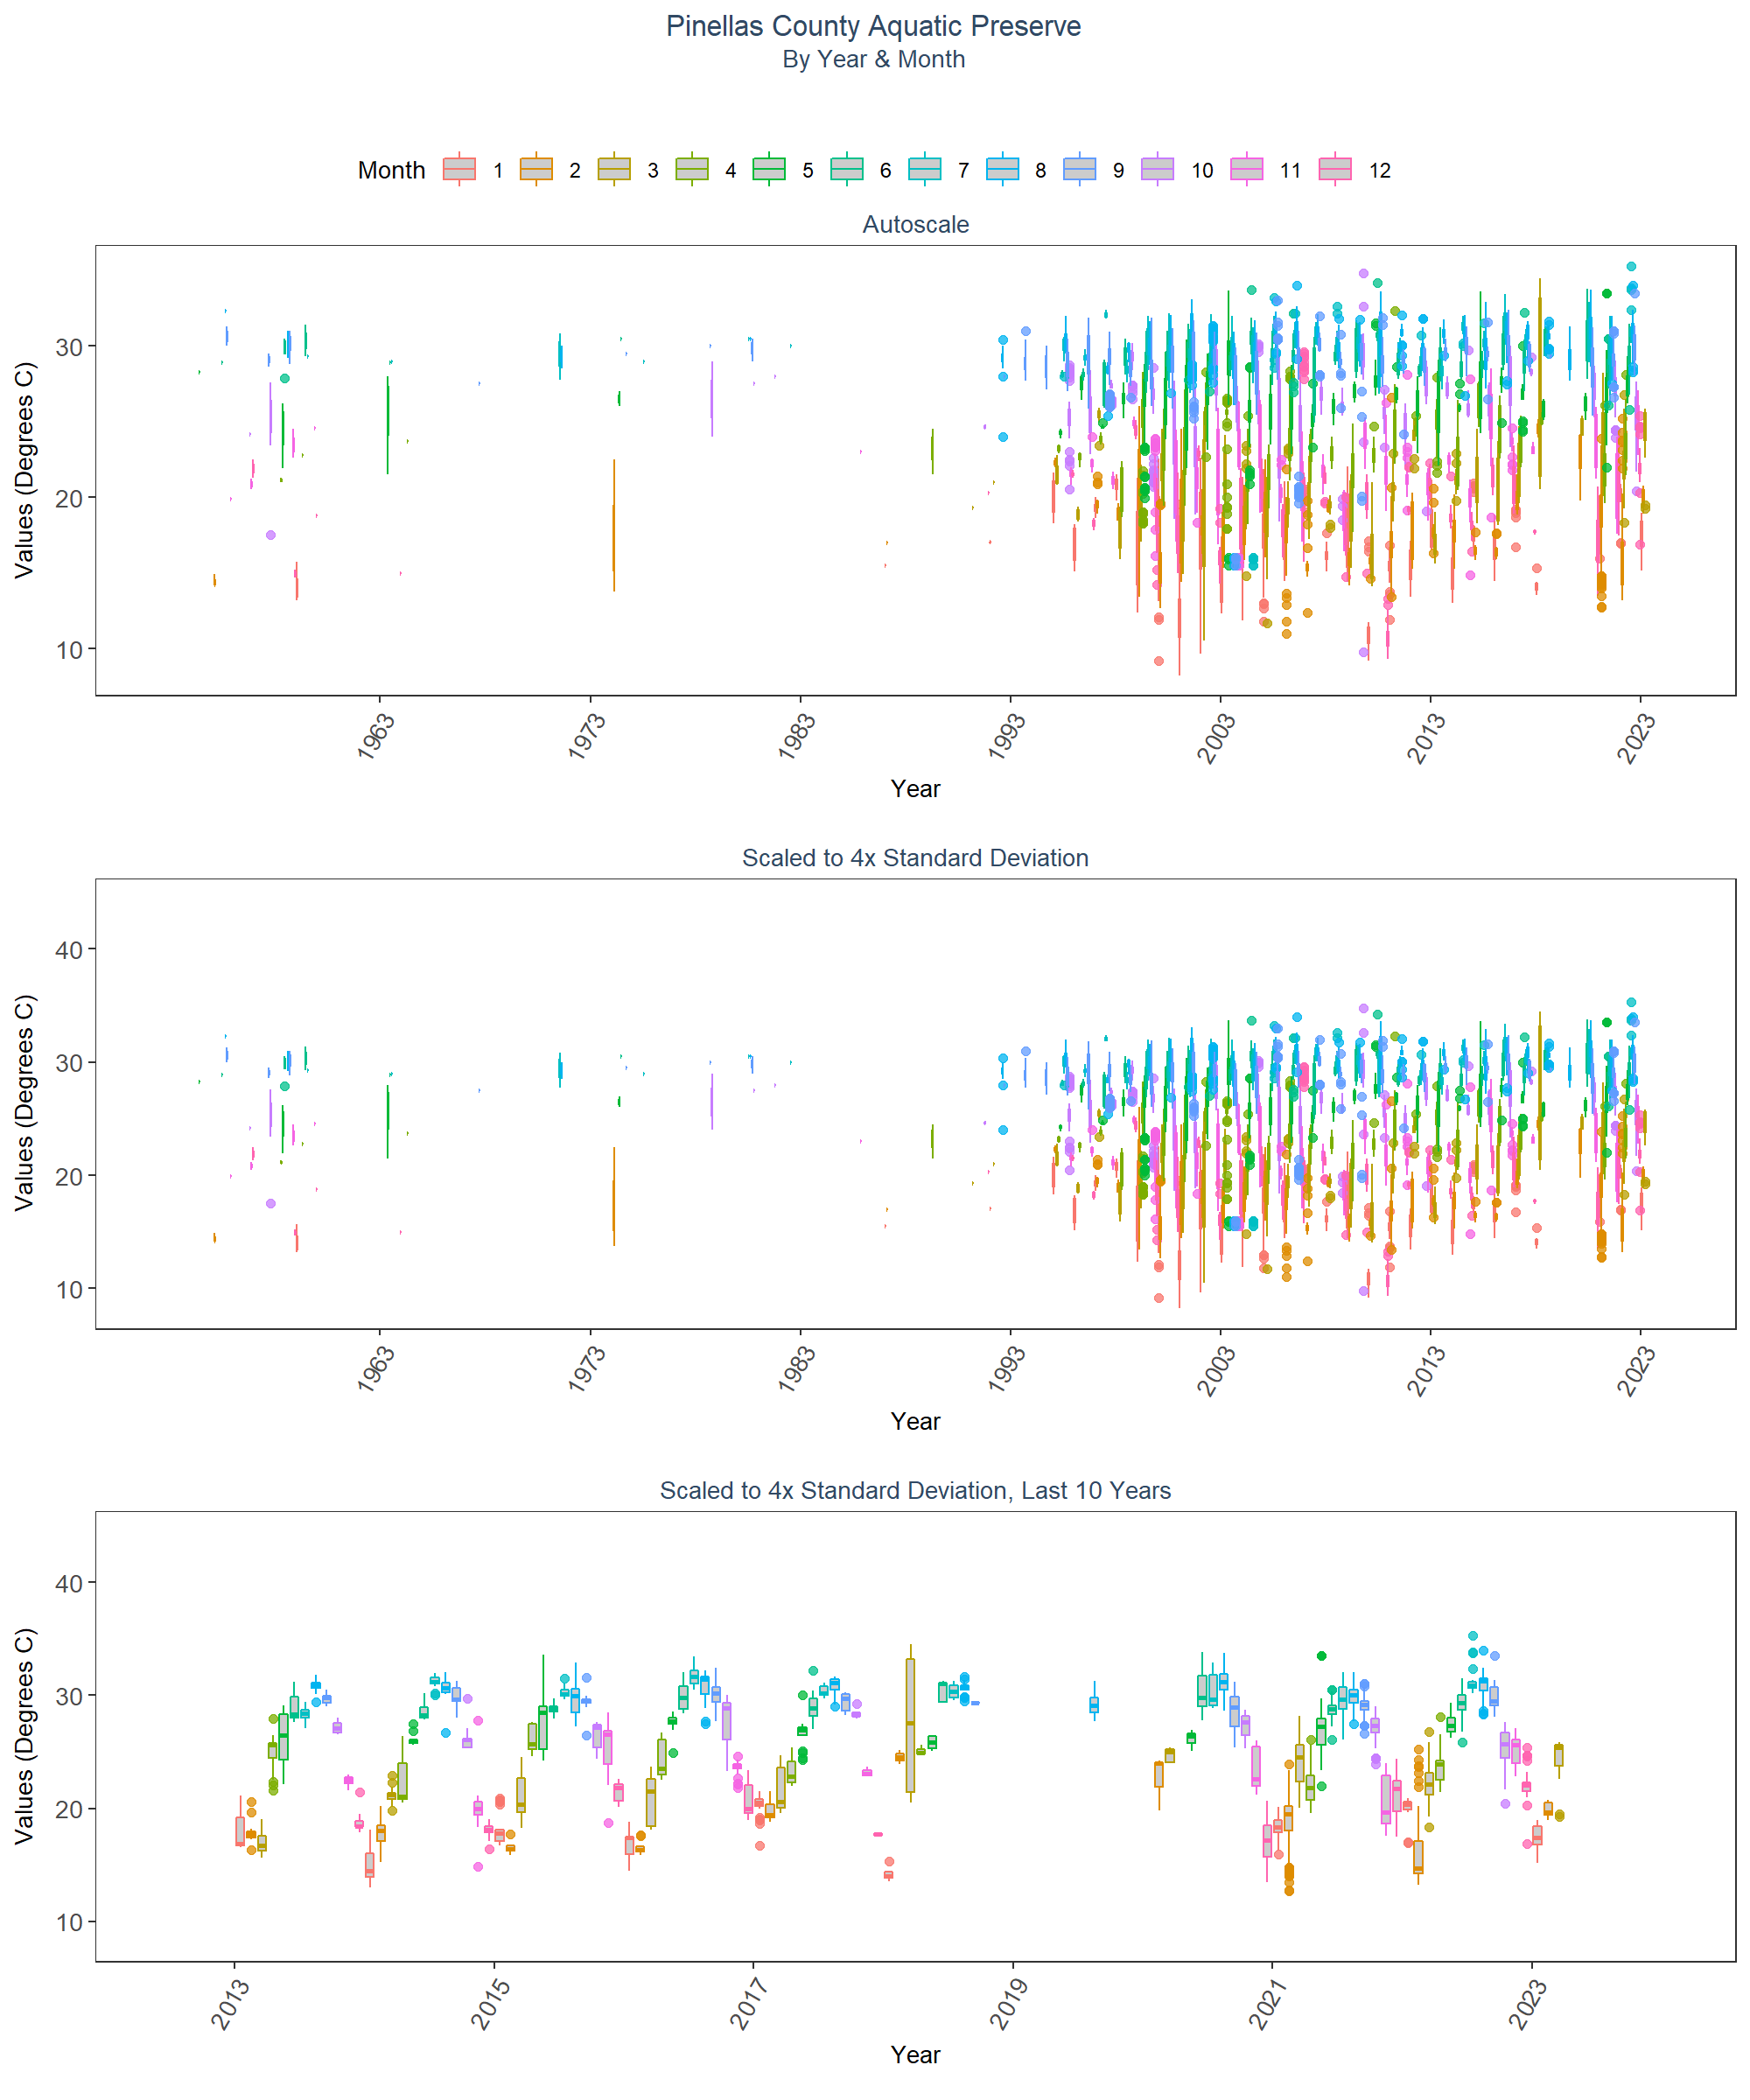 Pinellas County Aquatic Preserve
By Year & Month
Month 1 2 3 4 5 6 7 8 9 10 11 12
Autoscale
Values (Degrees C)
30
20
10
1963 1973 1983 1993 2003 2013 2023
Year
Scaled to 4x Standard Deviation
Values (Degrees C)
40
30
20
10
1963 1973 1983 1993 2003 2013 2023
Year
Scaled to 4x Standard Deviation, Last 10 Years
Values (Degrees C)
40
30
20
10
2013 2015 2017 2019 2021 2023
Year